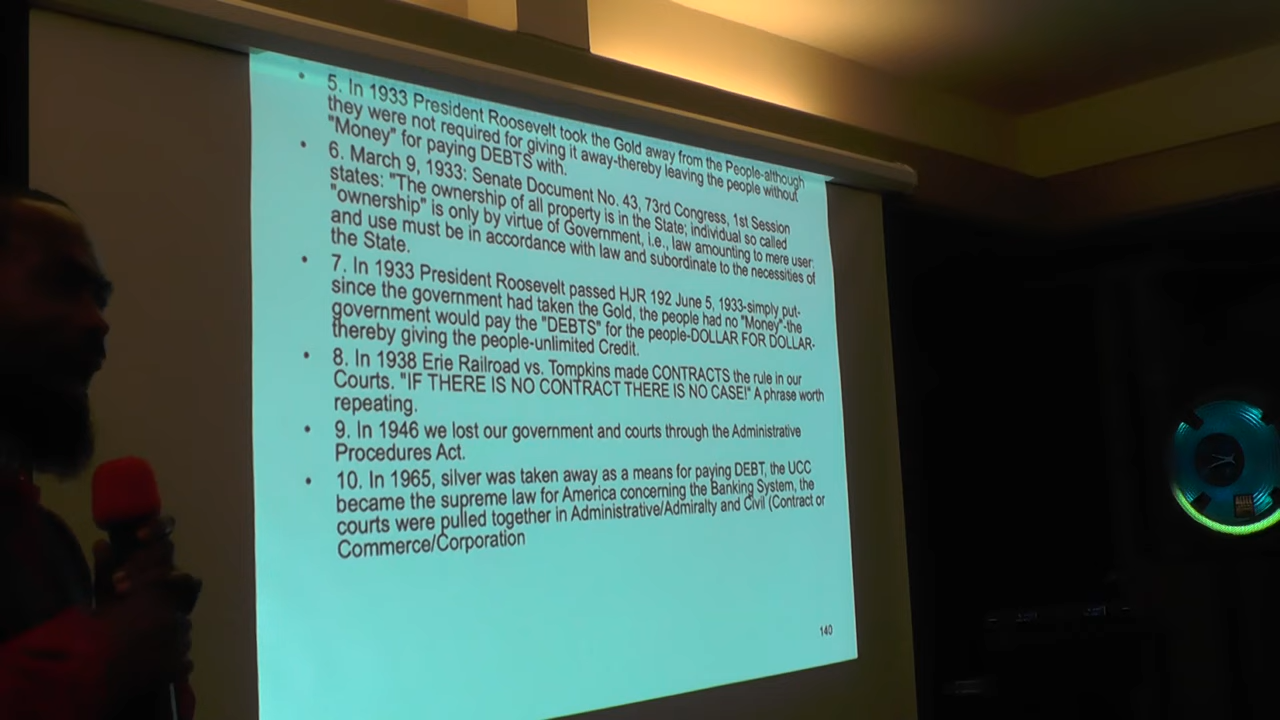 • 5. In 1933 President Roosevelt took the Gold away from the People-although
they were not required for giving it away-thereby leaving the people without
"Money" for paying DEBTS with.
• 6. March 9, 1933: Senate Document No. 43, 73rd Congress, 1st Session
states: "The ownership of all property is in the State; individual so called
"ownership" is only by virtue of Government, i.e., law amounting to mere user;
and use must be in accordance with law and subordinate to the necessities of
the State.
• 7. In 1933 President Roosevelt passed HJR 192 June 5, 1933-simply put-
since the government had taken the Gold, the people had no "Money"-the
government would pay the "DEBTS" for the people-DOLLAR FOR DOLLAR-
thereby giving the people-unlimited Credit.
• 8. In 1938 Erie Railroad vs. Tompkins made CONTRACTS the rule in our
Courts. "IF THERE IS NO CONTRACT THERE IS NO CASE!" A phrase worth
repeating.
• 9. In 1946 we lost our government and courts through the Administrative
Procedures Act.
• 10. In 1965, silver was taken away as a means for paying DEBT, the UCC
became the supreme law for America concerning the Banking System, the
courts were pulled together in Administrative/Admiralty and Civil (Contract or
Commerce/Corporation
140